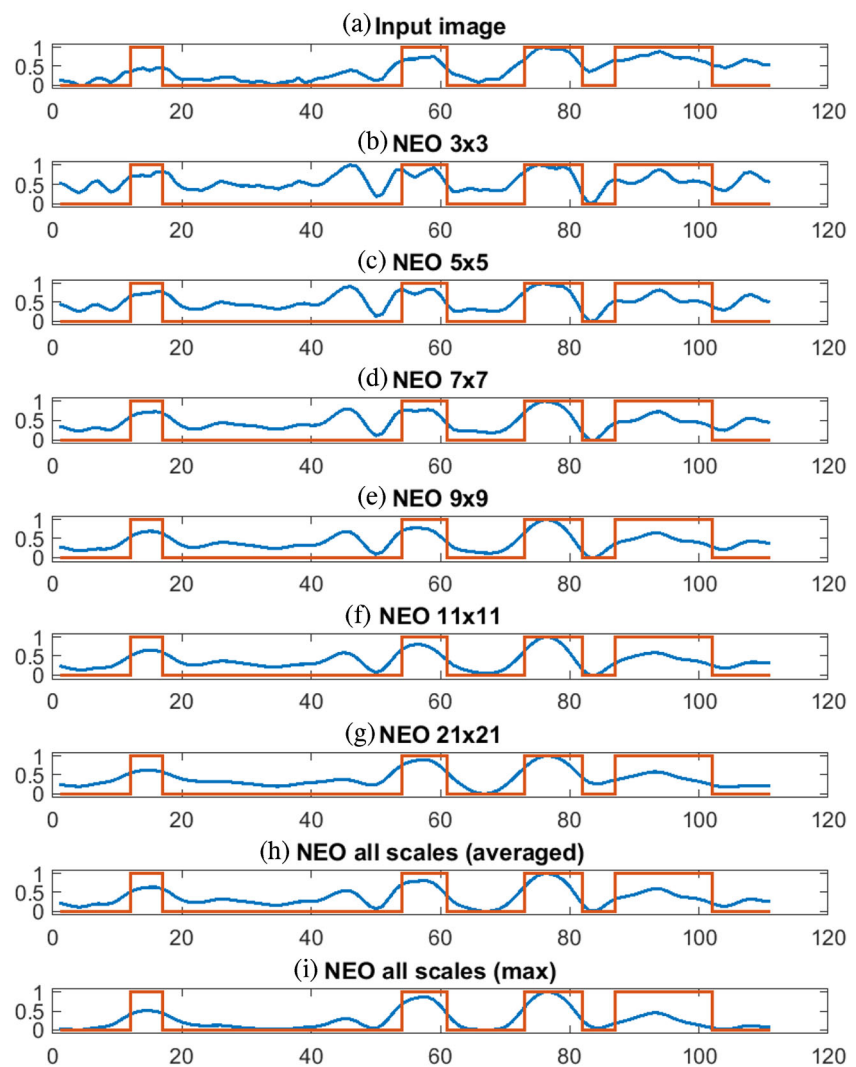 (a) Input image
1
0.5
0
0 20 40 60 80 100 120
(b) NEO 3x3
1
0.5
0
0 20 40 60 80 100 120
(c) NEO 5x5
1
0.5
0
0 20 40 60 80 100 120
(d) NEO 7x7
1
0.5
0
0 20 40 60 80 100 120
(e) NEO 9x9
1
0.5
0
0 20 40 60 80 100 120
(f) NEO 11x11
1
0.5
0
0 20 40 60 80 100 120
(g) NEO 21x21
1
0.5
0
0 20 40 60 80 100 120
(h) NEO all scales (averaged)
1
0.5
0
0 20 40 60 80 100 120
(i) NEO all scales (max)
1
0.5
0
0 20 40 60 80 100 120